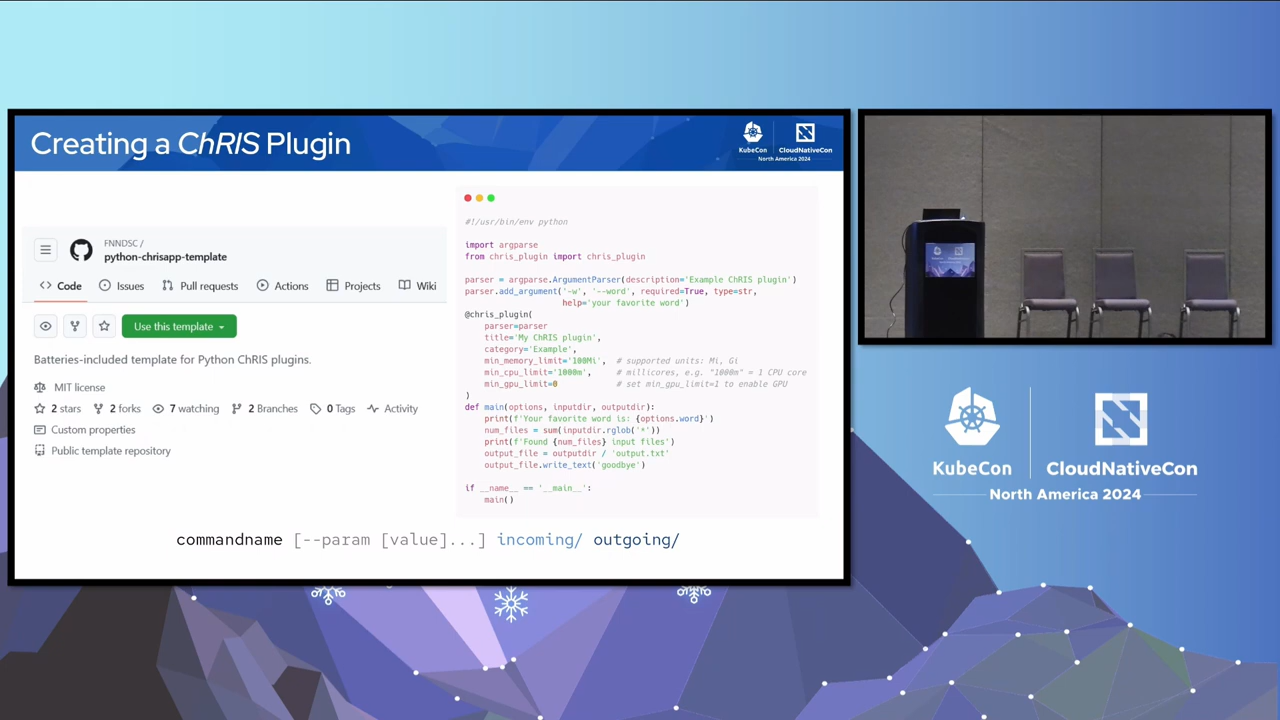 Creating a ChRIS Plugin
KubeCon
CloudNativeCon
North America 2024
FNNDSC /
python-chrisapp-template
Code
Issues
Pull requests
Actions
Projects
Wiki
Use this template
Batteries-included template for Python ChRIS plugins.
MIT license
2 stars
2 forks
7 watching
2 Branches
0 Tags
Activity
Custom properties
Public template repository
#!/usr/bin/env python
import argparse
from chris_plugin import chris_plugin
parser = argparse.ArgumentParser(description='Example ChRIS plugin')
parser.add_argument('-w', '--word', required=True, type=str,
help='your favorite word')
@chris_plugin(
parser=parser
title='My ChRIS plugin',
category='Example',
min_memory_limit='100Mi', # supported units: Mi, Gi
min_cpu_limit='1000m', # millicores, e.g. "1000m" = 1 CPU core
min_gpu_limit=0 # set min_gpu_limit=1 to enable GPU
)
def main(options, inputdir, outputdir):
print(f'Your favorite word is: {options.word}')
num_files = sum(inputdir.rglob('*'))
print(f'Found {num_files} input files')
output_file = outputdir / 'output.txt'
output_file.write_text('goodbye')
if __name__ == '__main__':
main()
commandname [--param [value]...] incoming/ outgoing/
KubeCon
CloudNativeCon
North America 2024